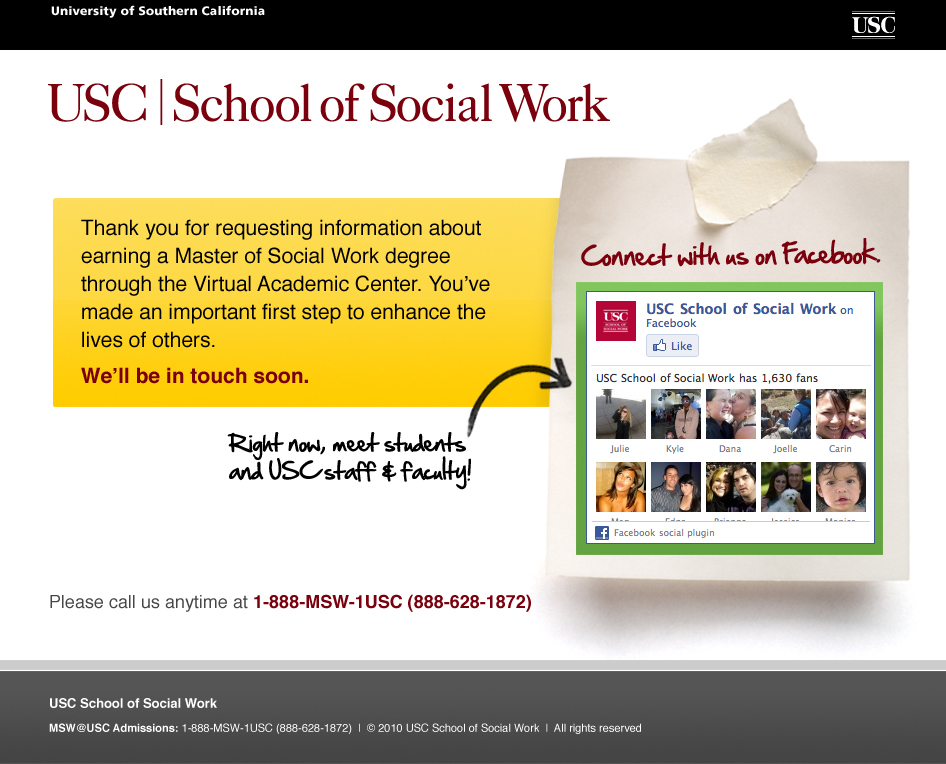 University of Southern California
USC
USC | School of Social Work
Thank you for requesting information about
earning a Master of Social Work degree
through the Virtual Academic Center. You’ve
made an important first step to enhance the
lives of others.
We’ll be in touch soon.
Right now, meet students
and USC staff & faculty!
Connect with us on Facebook.
USC
SCHOOL OF
SOCIAL WORK
USC School of Social Work on
Facebook
Like
USC School of Social Work has 1,630 fans
Julie Kyle Dana Joelle Carin
Facebook social plugin
Please call us anytime at 1-888-MSW-1USC (888-628-1872)
USC School of Social Work
MSW@USC Admissions: 1-888-MSW-1USC (888-628-1872) | © 2010 USC School of Social Work | All rights reserved